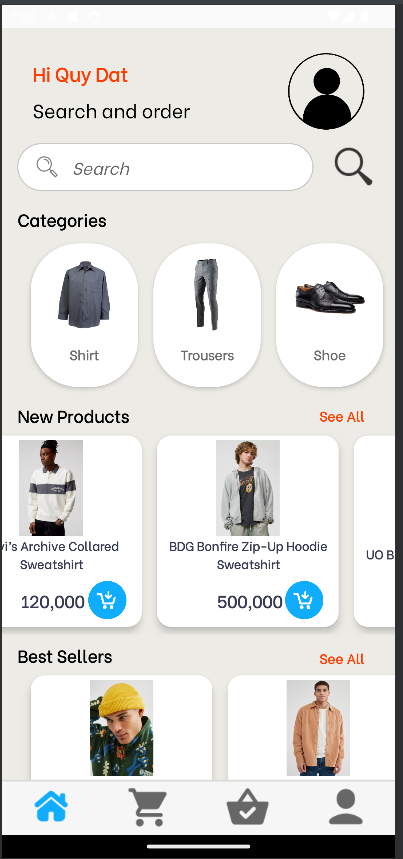 Hi Quy Dat
Search and order
Search
Categories
Shirt
Trousers
Shoe
New Products
See All
vi's Archive Collared
Sweatshirt
120,000
BDG Bonfire Zip-Up Hoodie
Sweatshirt
500,000
UO B
Best Sellers
See All